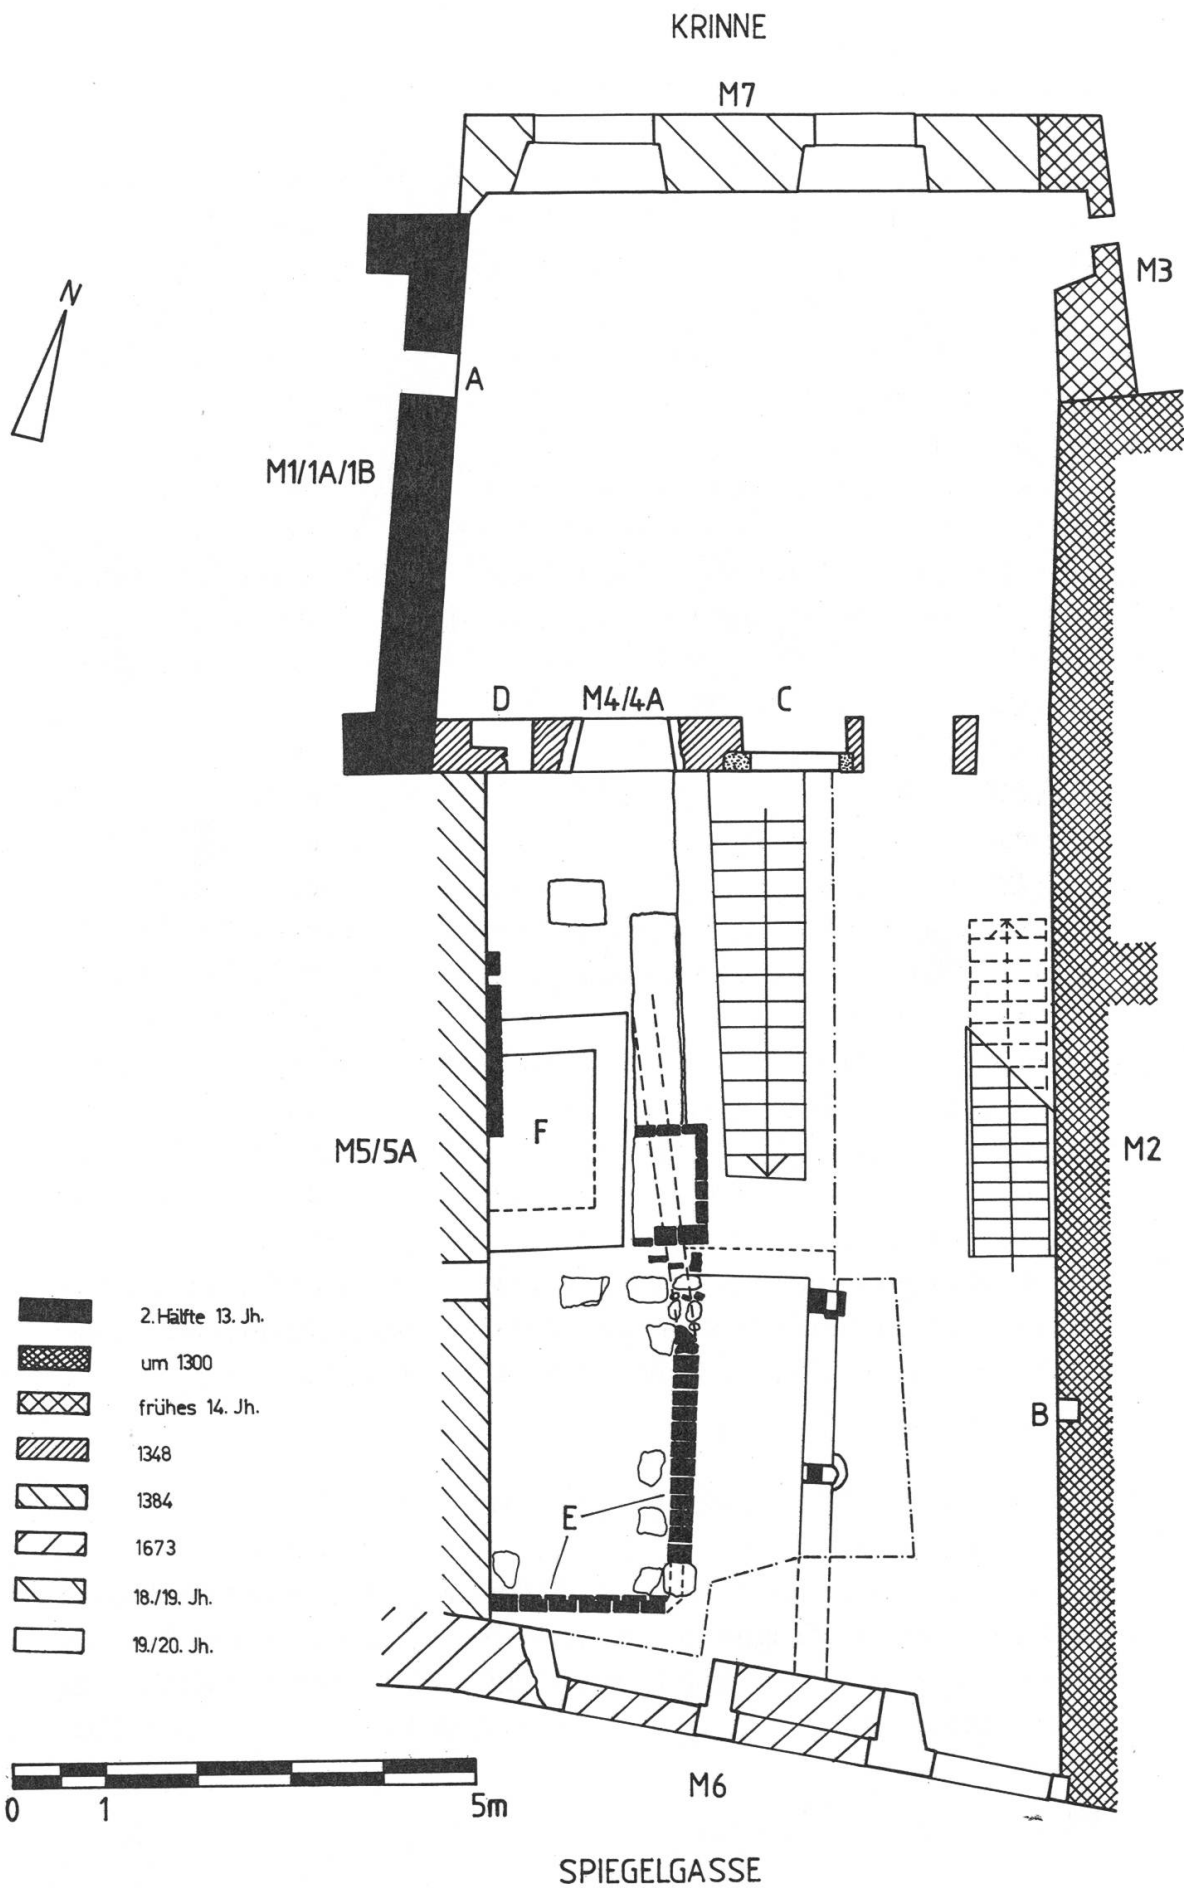 KRINNE
M7
M3
N
A
M1/1A/1B
D M4/4A C
F
M5/5A
M2
2. Hälfte 13. Jh.
um 1300
frühes 14. Jh.
1348
1384
1673
18./19. Jh.
19./20. Jh.
B
E
0 1 5m
M6
SPIEGELGASSE